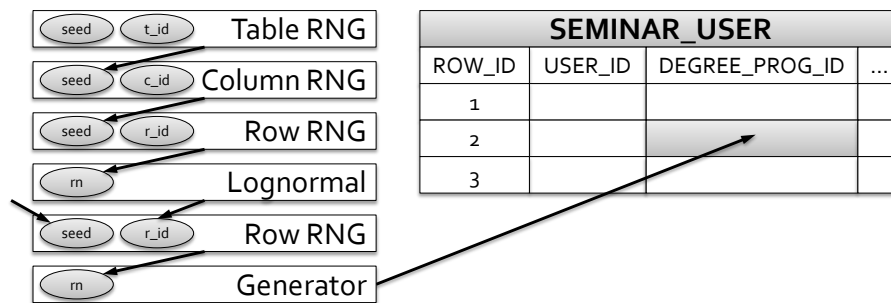 seed t_id Table RNG
seed c_id Column RNG
seed r_id Row RNG
rn Lognormal
seed r_id Row RNG
rn Generator
SEMINAR_USER
ROW_ID USER_ID DEGREE_PROG_ID ...
1
2
3